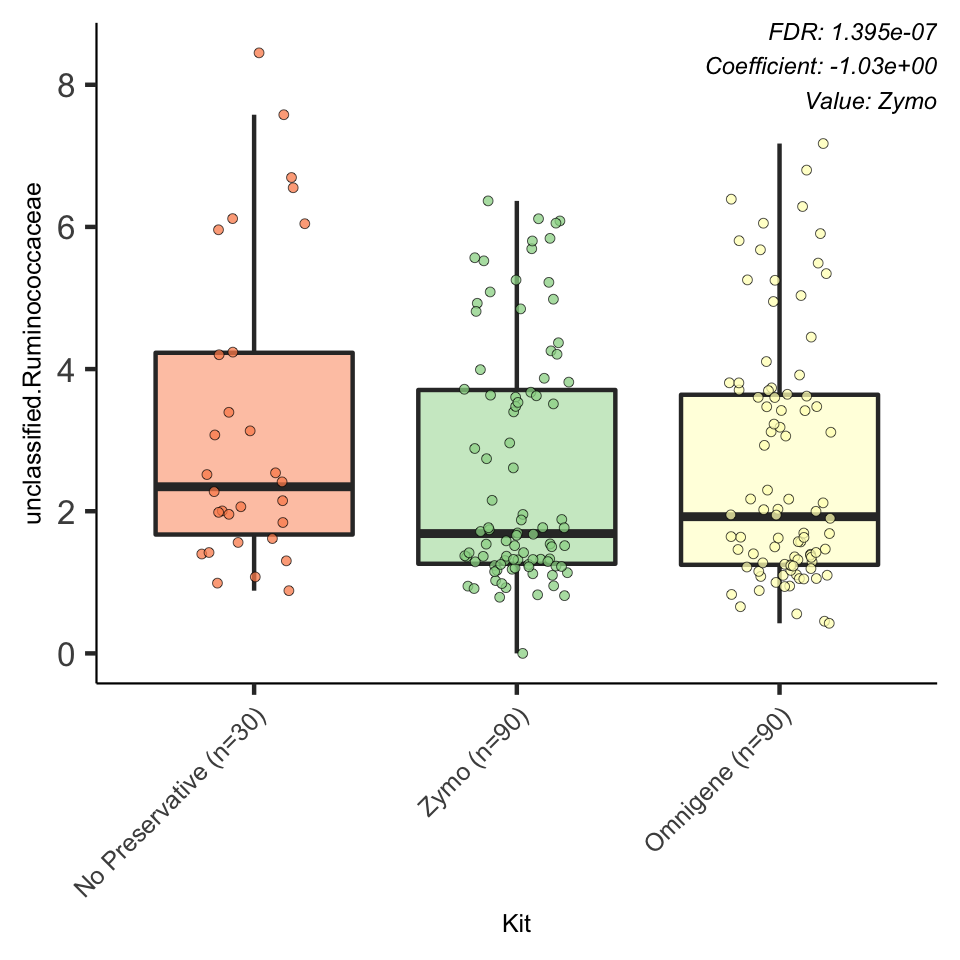 FDR: 1.395e-07
Coefficient: -1.03e+00
Value: Zymo
unclassified.Ruminococcaceae
8
6
4
2
0
No Preservative (n=30)
Zymo (n=90)
Omnigene (n=90)
Kit